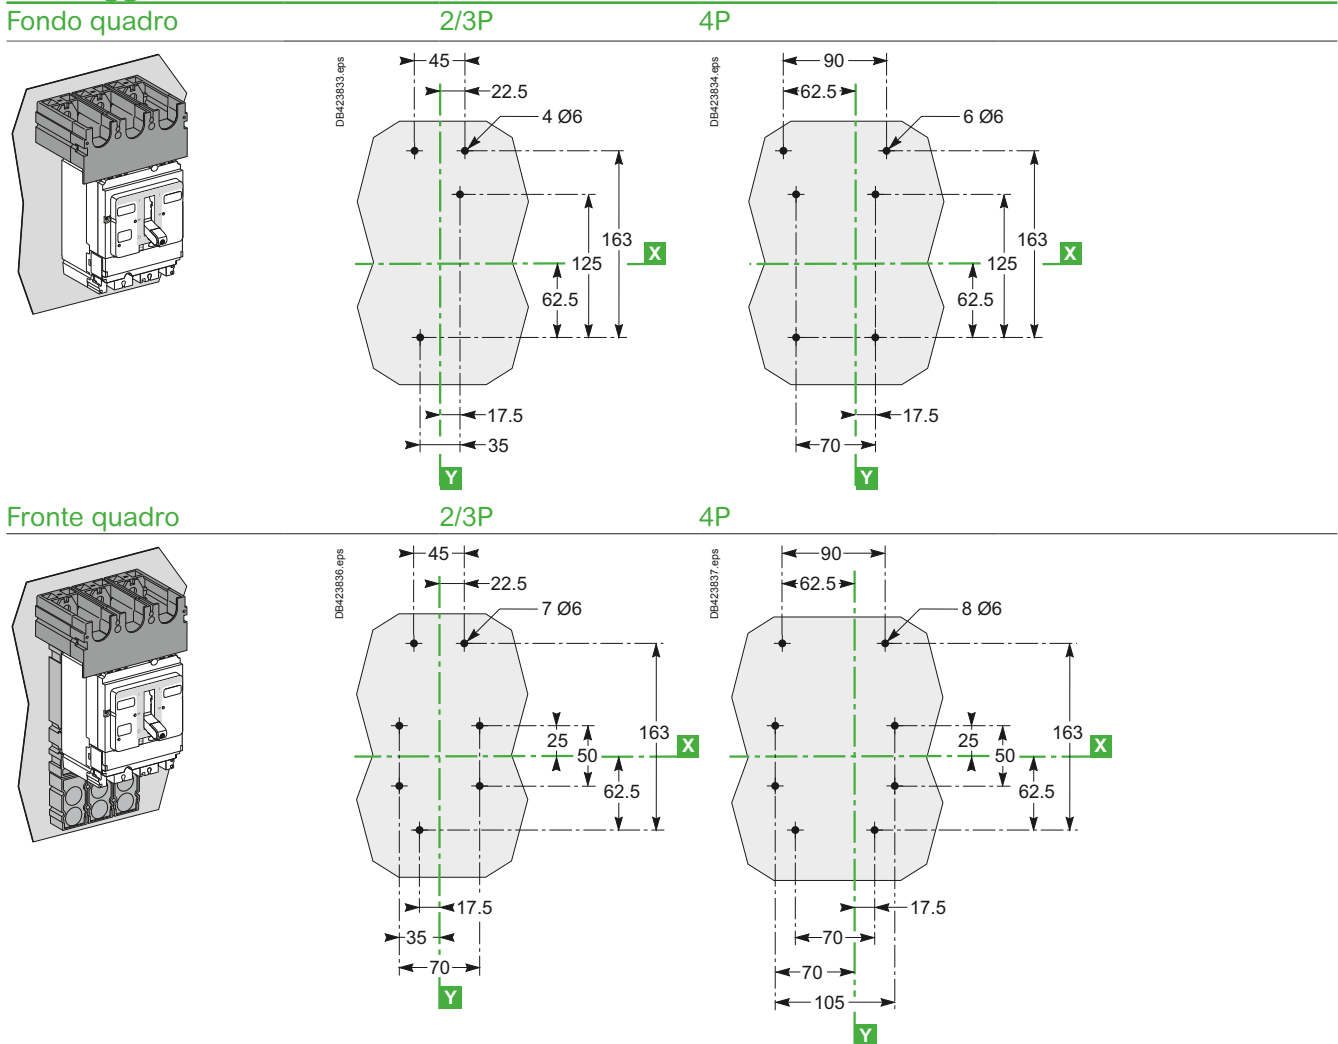 Fondo quadro 2/3P 4P
DB423833.eps
45
22.5
4 Ø6
163
125
62.5
X
17.5
35
Y
DB423834.eps
90
62.5
6 Ø6
163
125
62.5
X
17.5
70
Y
Fronte quadro 2/3P 4P
DB423836.eps
45
22.5
7 Ø6
163
25
50
62.5
X
17.5
35
70
Y
DB423837.eps
90
62.5
8 Ø6
163
25
50
62.5
X
17.5
70
70
105
Y